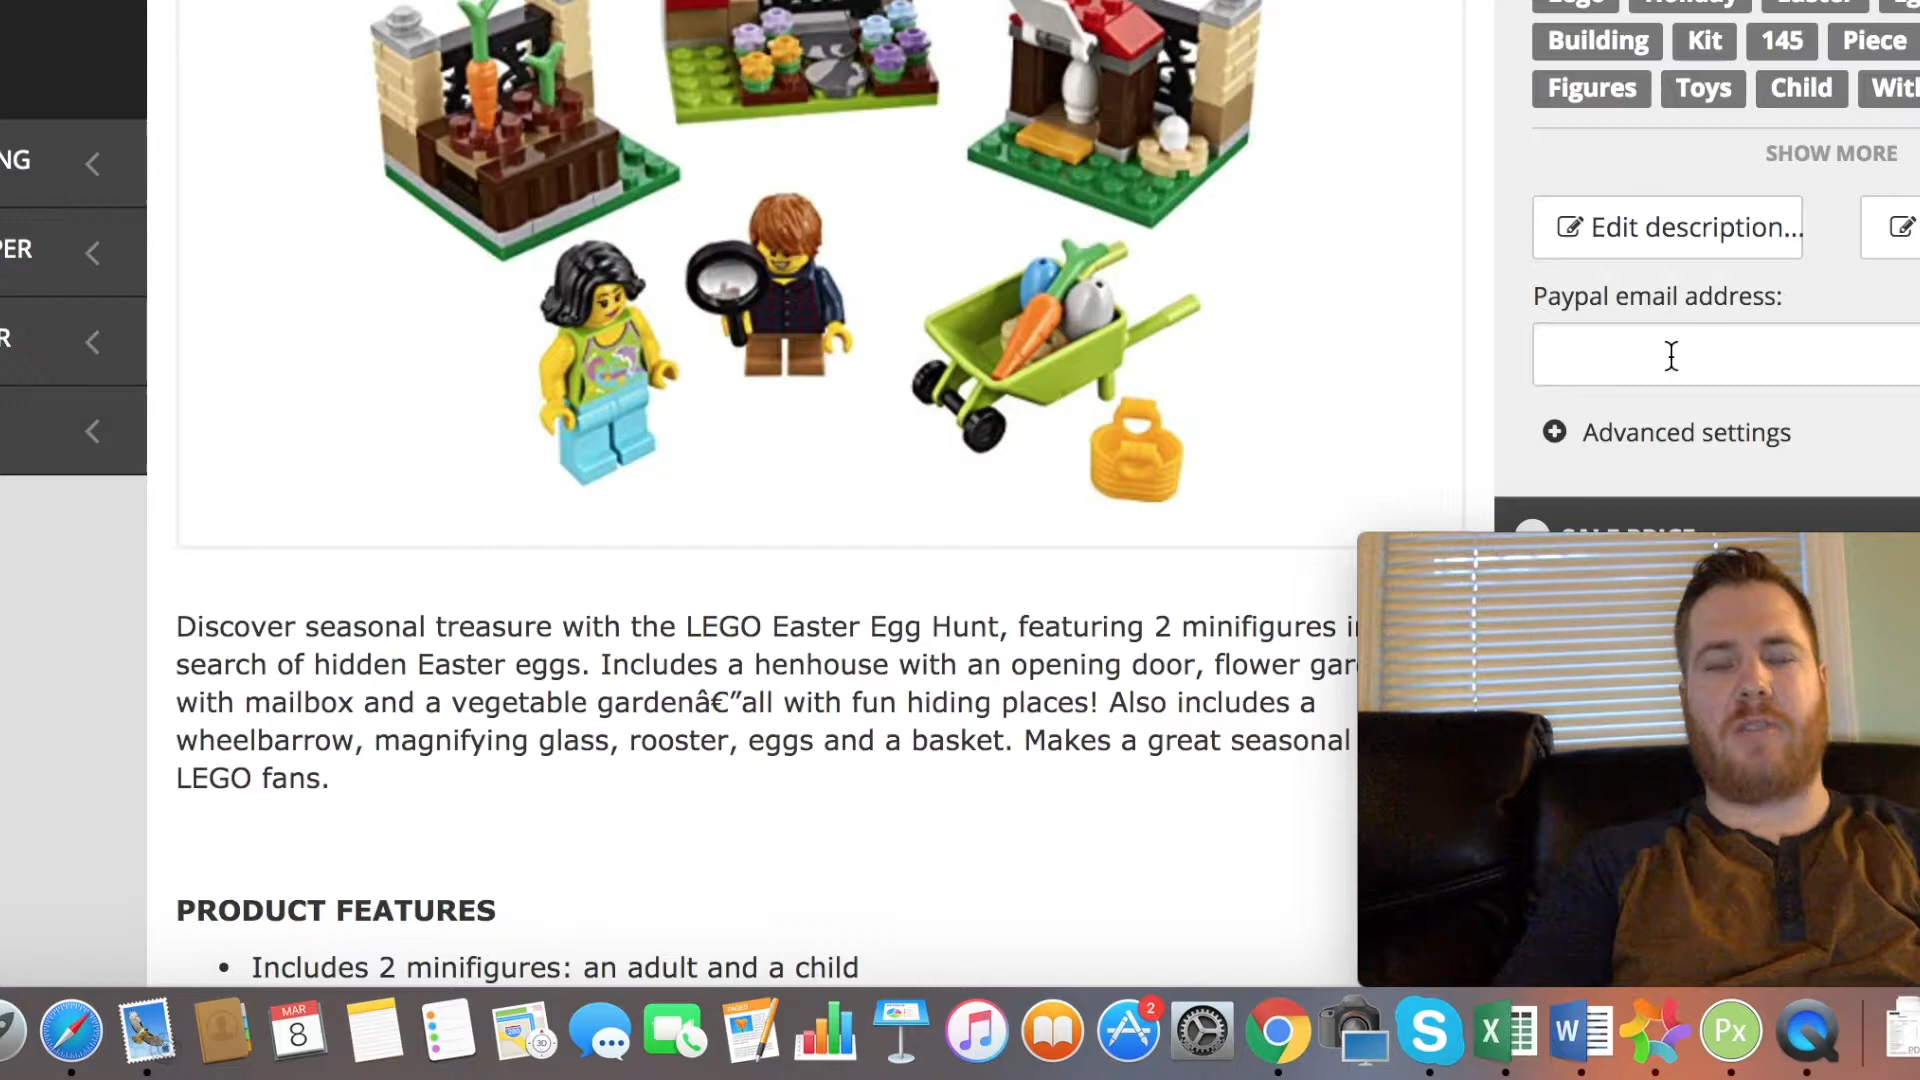 Building Kit 145 Piece
Figures Toys Child With
SHOW MORE
Edit description...
Paypal email address:
Advanced settings
NG
PER
R
Discover seasonal treasure with the LEGO Easter Egg Hunt, featuring 2 minifigures i
search of hidden Easter eggs. Includes a henhouse with an opening door, flower gar
with mailbox and a vegetable gardenâ€”all with fun hiding places! Also includes a
wheelbarrow, magnifying glass, rooster, eggs and a basket. Makes a great seasonal
LEGO fans.
PRODUCT FEATURES
• Includes 2 minifigures: an adult and a child
MAR
8
3D
PAGES
2
S
X
W
Px